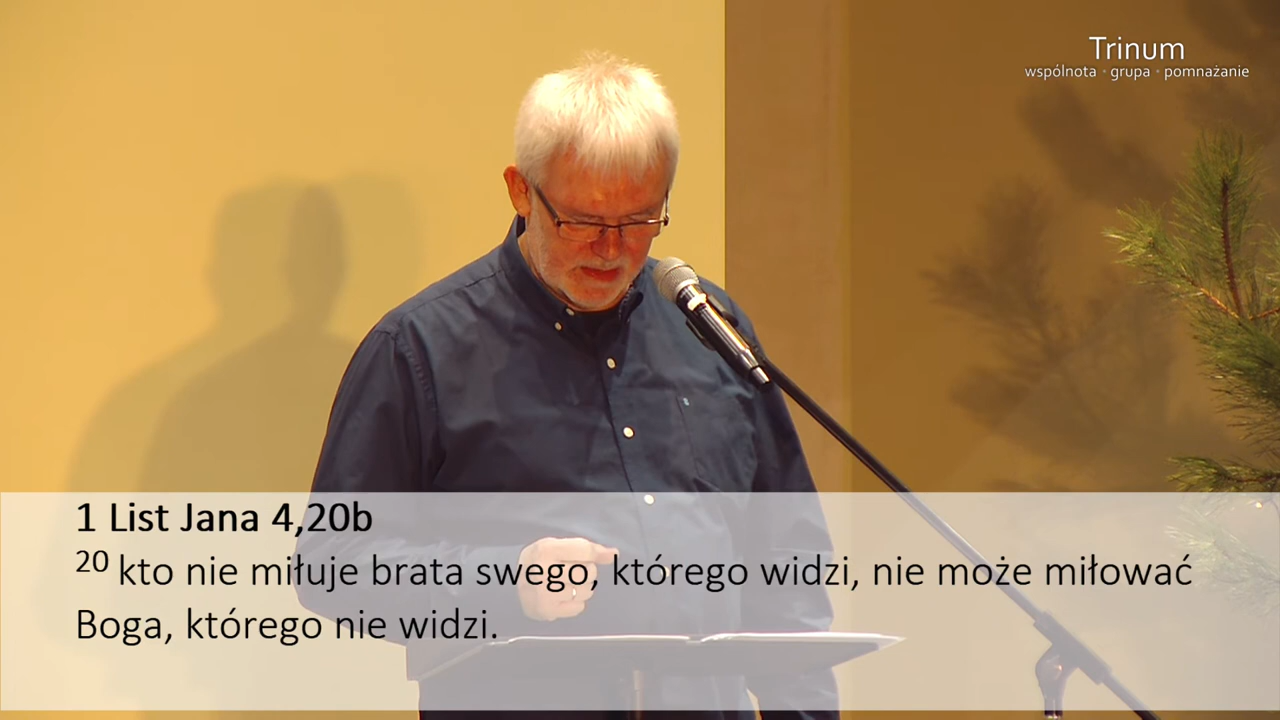 Trinum
wspólnota · grupa · pomnażanie
1 List Jana 4,20b
20 kto nie miłuje brata swego, którego widzi, nie może miłować
Boga, którego nie widzi.